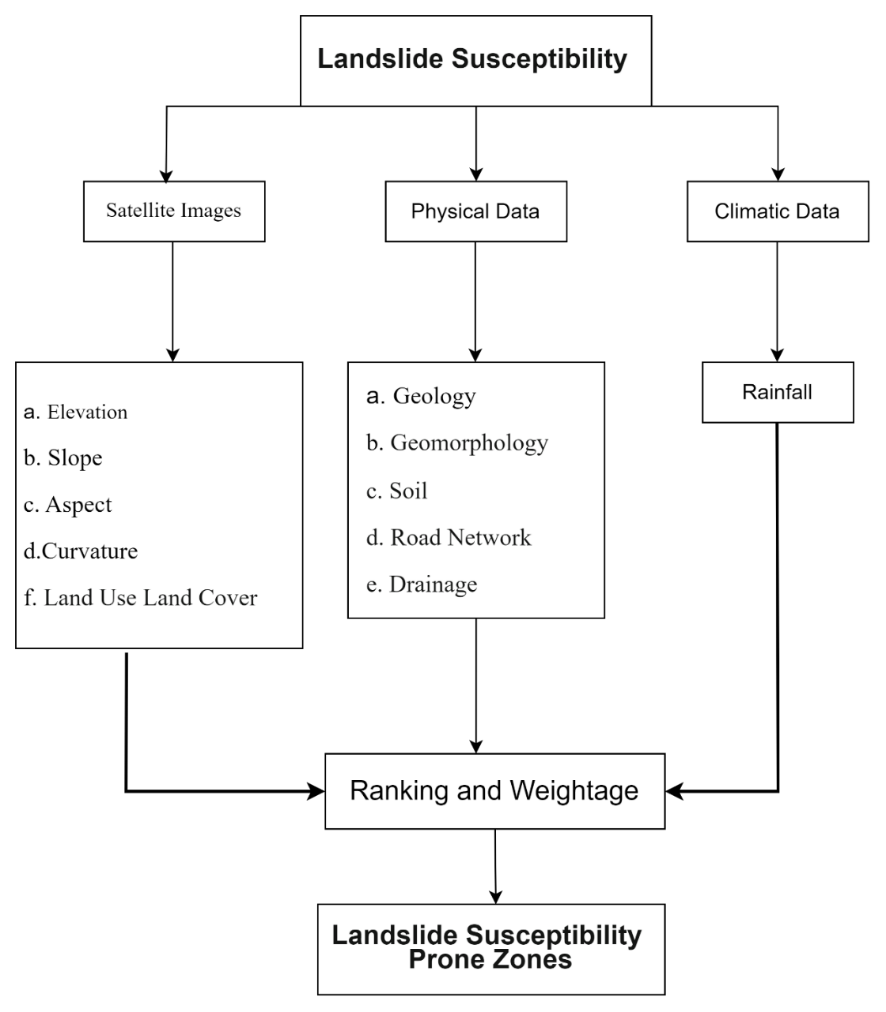 Landslide Susceptibility
Satellite Images
Physical Data
Climatic Data
a. Elevation
b. Slope
c. Aspect
d.Curvature
f. Land Use Land Cover
a. Geology
b. Geomorphology
c. Soil
d. Road Network
e. Drainage
Rainfall
Ranking and Weightage
Landslide Susceptibility
Prone Zones